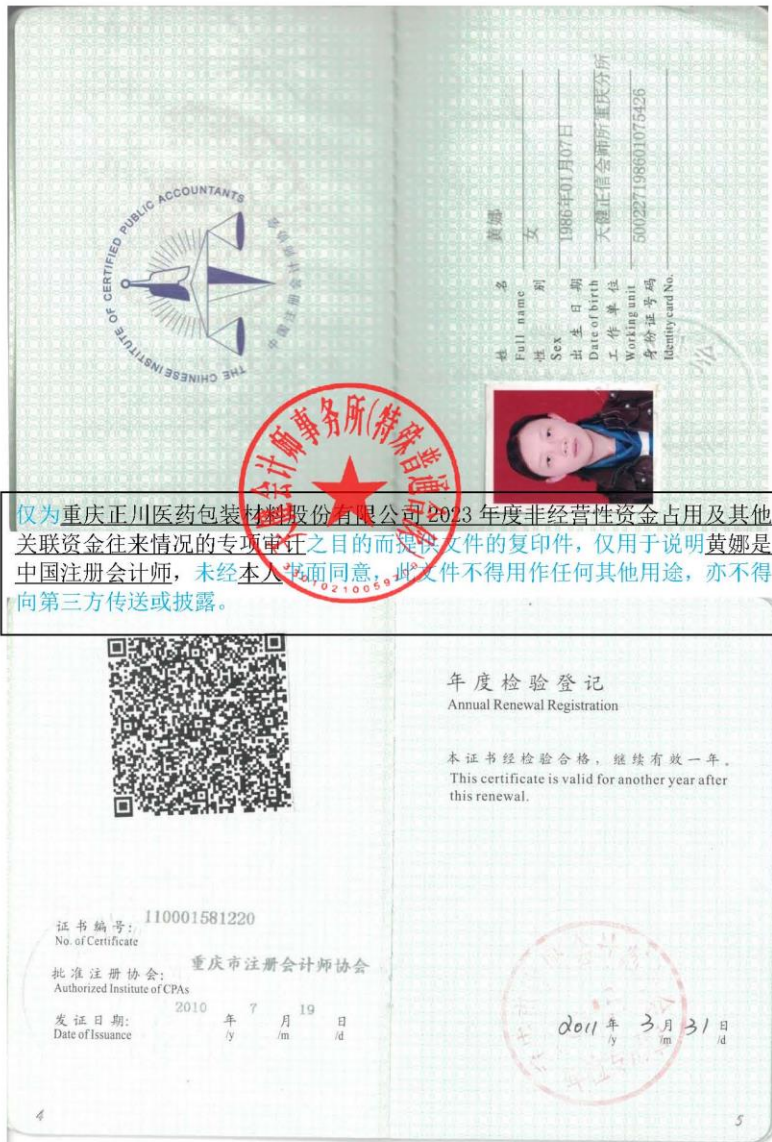 THE CHINESE INSTITUTE OF CERTIFIED PUBLIC ACCOUNTANTS
中国注册会计师协会
姓 名 黄娜
Full name
性 别 女
Sex
出生日期 1986年01月07日
Date of birth
工作单位 天健正信会师所重庆分所
Working unit
身份证号码 500227198601075426
Identity card No.
会计师事务所(特殊普通合伙)
仅为重庆正川医药包装材料股份有限公司 2023 年度非经营性资金占用及其他
关联资金往来情况的专项审计之目的而提供文件的复印件，仅用于说明黄娜是
中国注册会计师，未经本人书面同意，此文件不得用作任何其他用途，亦不得
向第三方传送或披露。
证书编号: 110001581220
No. of Certificate
批准注册协会: 重庆市注册会计师协会
Authorized Institute of CPAs
发证日期: 2010 年 7 月 19 日
Date of Issuance /y /m /d
4
年度检验登记
Annual Renewal Registration
本证书经检验合格，继续有效一年。
This certificate is valid for another year after
this renewal.
2011 年 3 月 31 日
/y /m /d
5